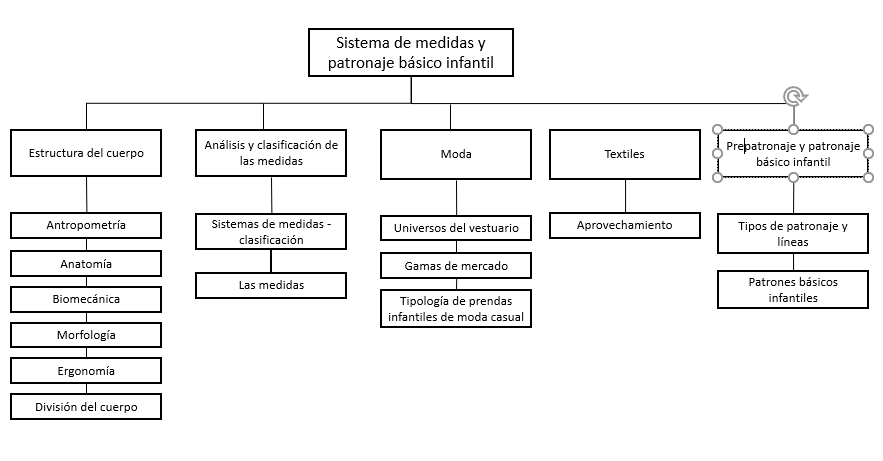 Sistema de medidas y
patronaje básico infantil
Estructura del cuerpo
Análisis y clasificación de
las medidas
Moda
Textiles
Prepatronaje y patronaje
básico infantil
Antropometría
Anatomía
Biomecánica
Morfología
Ergonomía
División del cuerpo
Sistemas de medidas -
clasificación
Las medidas
Universos del vestuario
Gamas de mercado
Tipología de prendas
infantiles de moda casual
Aprovechamiento
Tipos de patronaje y
líneas
Patrones básicos
infantiles